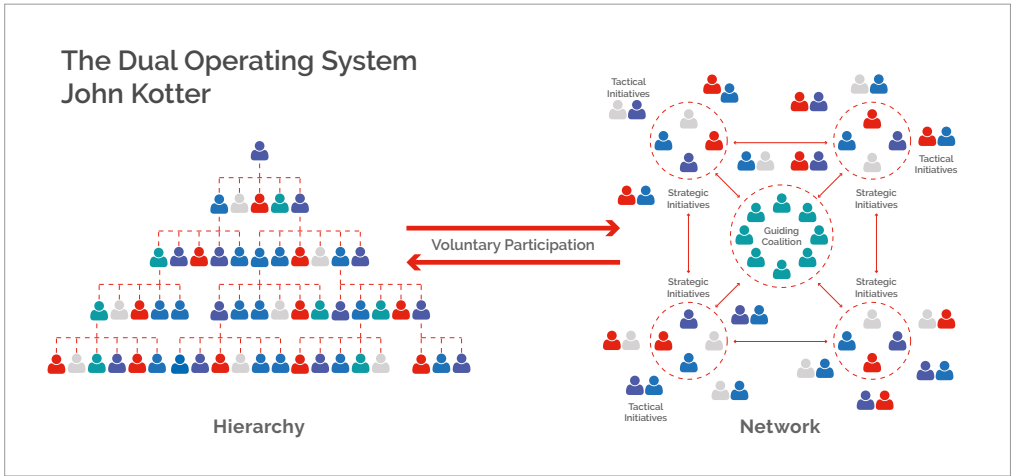 The Dual Operating System
John Kotter
Tactical
Initiatives
Tactical
Initiatives
Strategic
Initiatives
Strategic
Initiatives
Voluntary Participation
Guiding
Coalition
Strategic
Initiatives
Strategic
Initiatives
Tactical
Initiatives
Hierarchy
Network